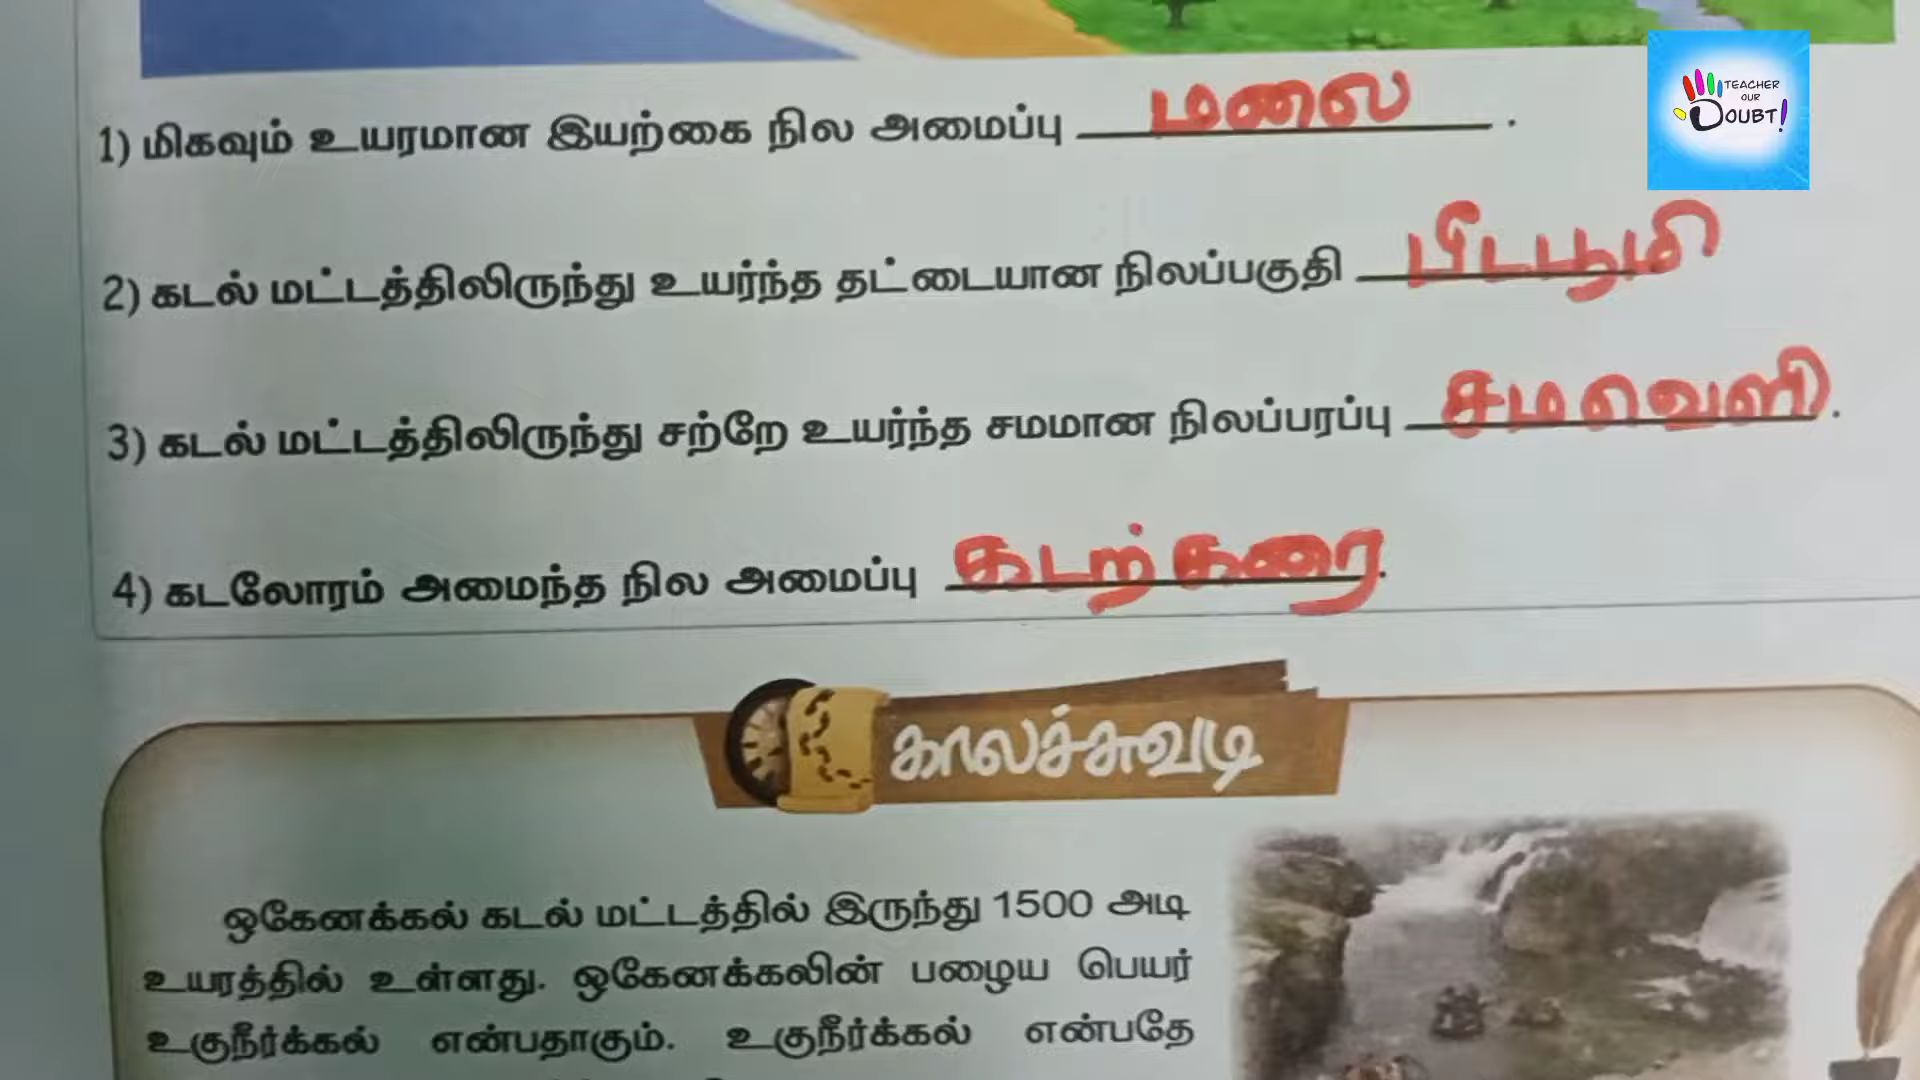 TEACHER
OUR
DOUBT!
1) மிகவும் உயரமான இயற்கை நில அமைப்பு மலை .
2) கடல் மட்டத்திலிருந்து உயர்ந்த தட்டையான நிலப்பகுதி பீடபூமி
3) கடல் மட்டத்திலிருந்து சற்றே உயர்ந்த சமமான நிலப்பரப்பு சமவெளி .
4) கடலோரம் அமைந்த நில அமைப்பு கடற்கரை .
காலச்சுவடி
ஒகேனக்கல் கடல் மட்டத்தில் இருந்து 1500 அடி
உயரத்தில் உள்ளது. ஒகேனக்கலின் பழைய பெயர்
உகுநீர்க்கல் என்பதாகும். உகுநீர்க்கல் என்பதே